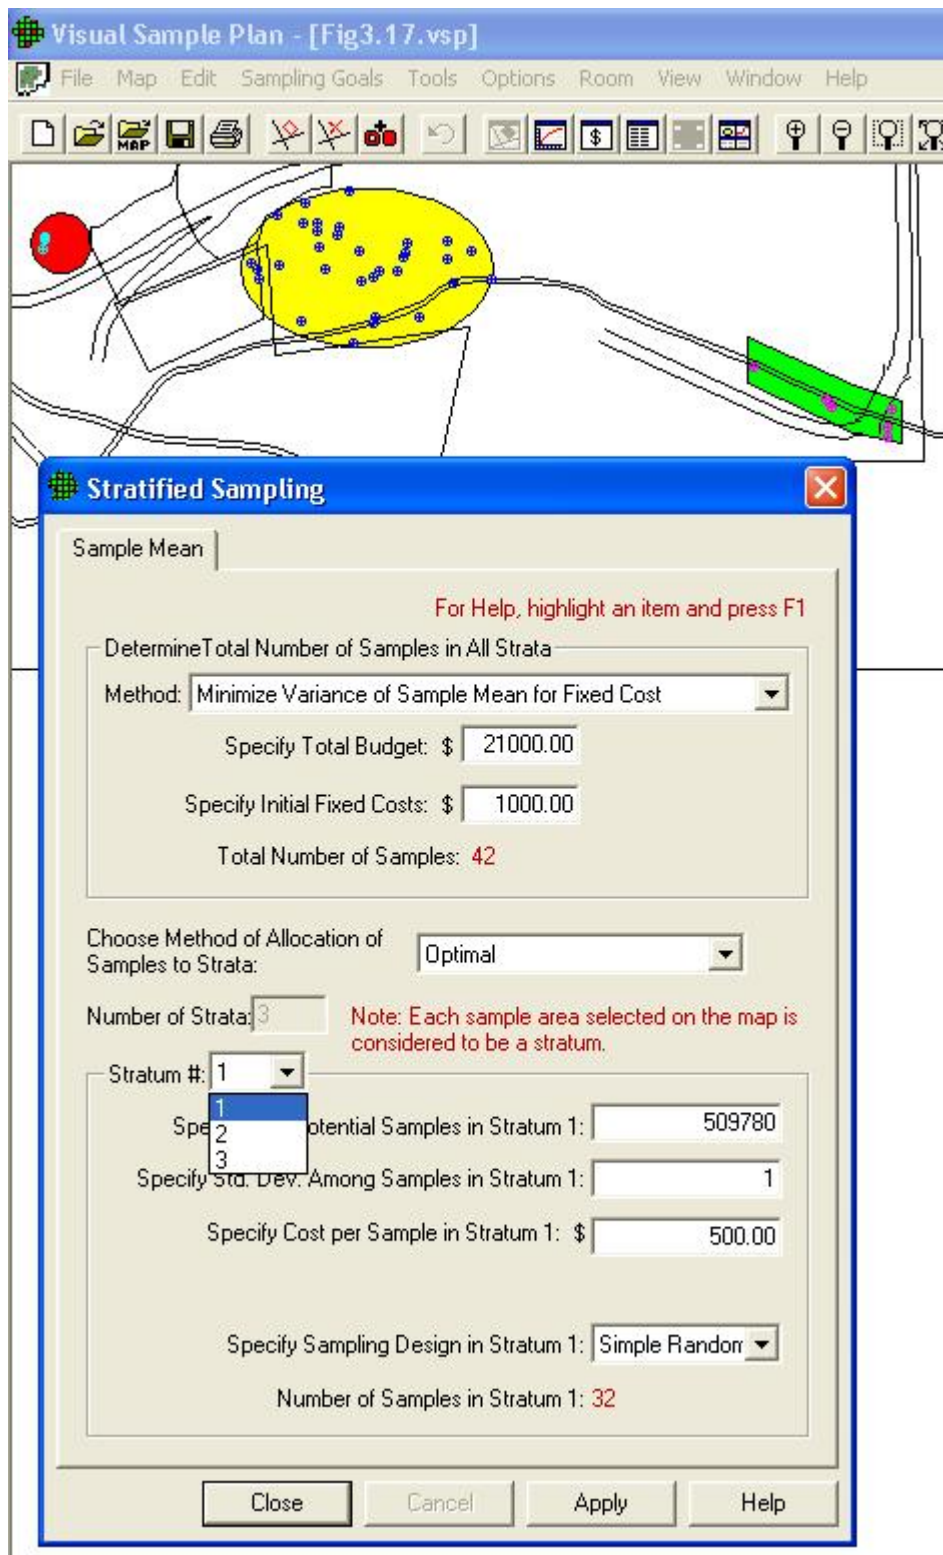 Visual Sample Plan - [Fig3.17.vsp]
File Map Edit Sampling Goals Tools Options Room View Window Help
MAP
$
Stratified Sampling
Sample Mean
For Help, highlight an item and press F1
DetermineTotal Number of Samples in All Strata
Method: Minimize Variance of Sample Mean for Fixed Cost
Specify Total Budget: $ 21000.00
Specify Initial Fixed Costs: $ 1000.00
Total Number of Samples: 42
Choose Method of Allocation of
Samples to Strata:
Optimal
Number of Strata: 3
Note: Each sample area selected on the map is
considered to be a stratum.
Stratum #: 1
1
2
3
Spe otential Samples in Stratum 1: 509780
Specify Std. Dev. Among Samples in Stratum 1: 1
Specify Cost per Sample in Stratum 1: $ 500.00
Specify Sampling Design in Stratum 1: Simple Random
Number of Samples in Stratum 1: 32
Close Cancel Apply Help